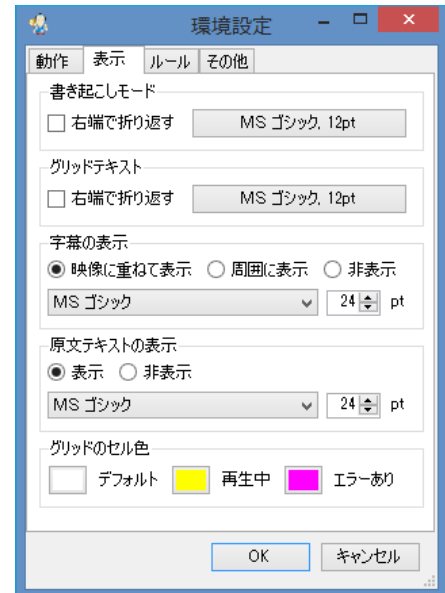 環境設定
動作 表示 ルール その他
書き起こしモード
右端で折り返す MS ゴシック, 12pt
グリッドテキスト
右端で折り返す MS ゴシック, 12pt
字幕の表示
映像に重ねて表示 周囲に表示 非表示
MS ゴシック 24 pt
原文テキストの表示
表示 非表示
MS ゴシック 24 pt
グリッドのセル色
デフォルト 再生中 エラーあり
OK キャンセル